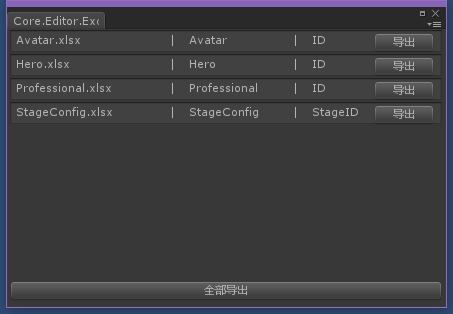 Core.Editor.Exc
Avatar.xlsx | Avatar | ID 导出
Hero.xlsx | Hero | ID 导出
Professional.xlsx | Professional | ID 导出
StageConfig.xlsx | StageConfig | StageID 导出
全部导出